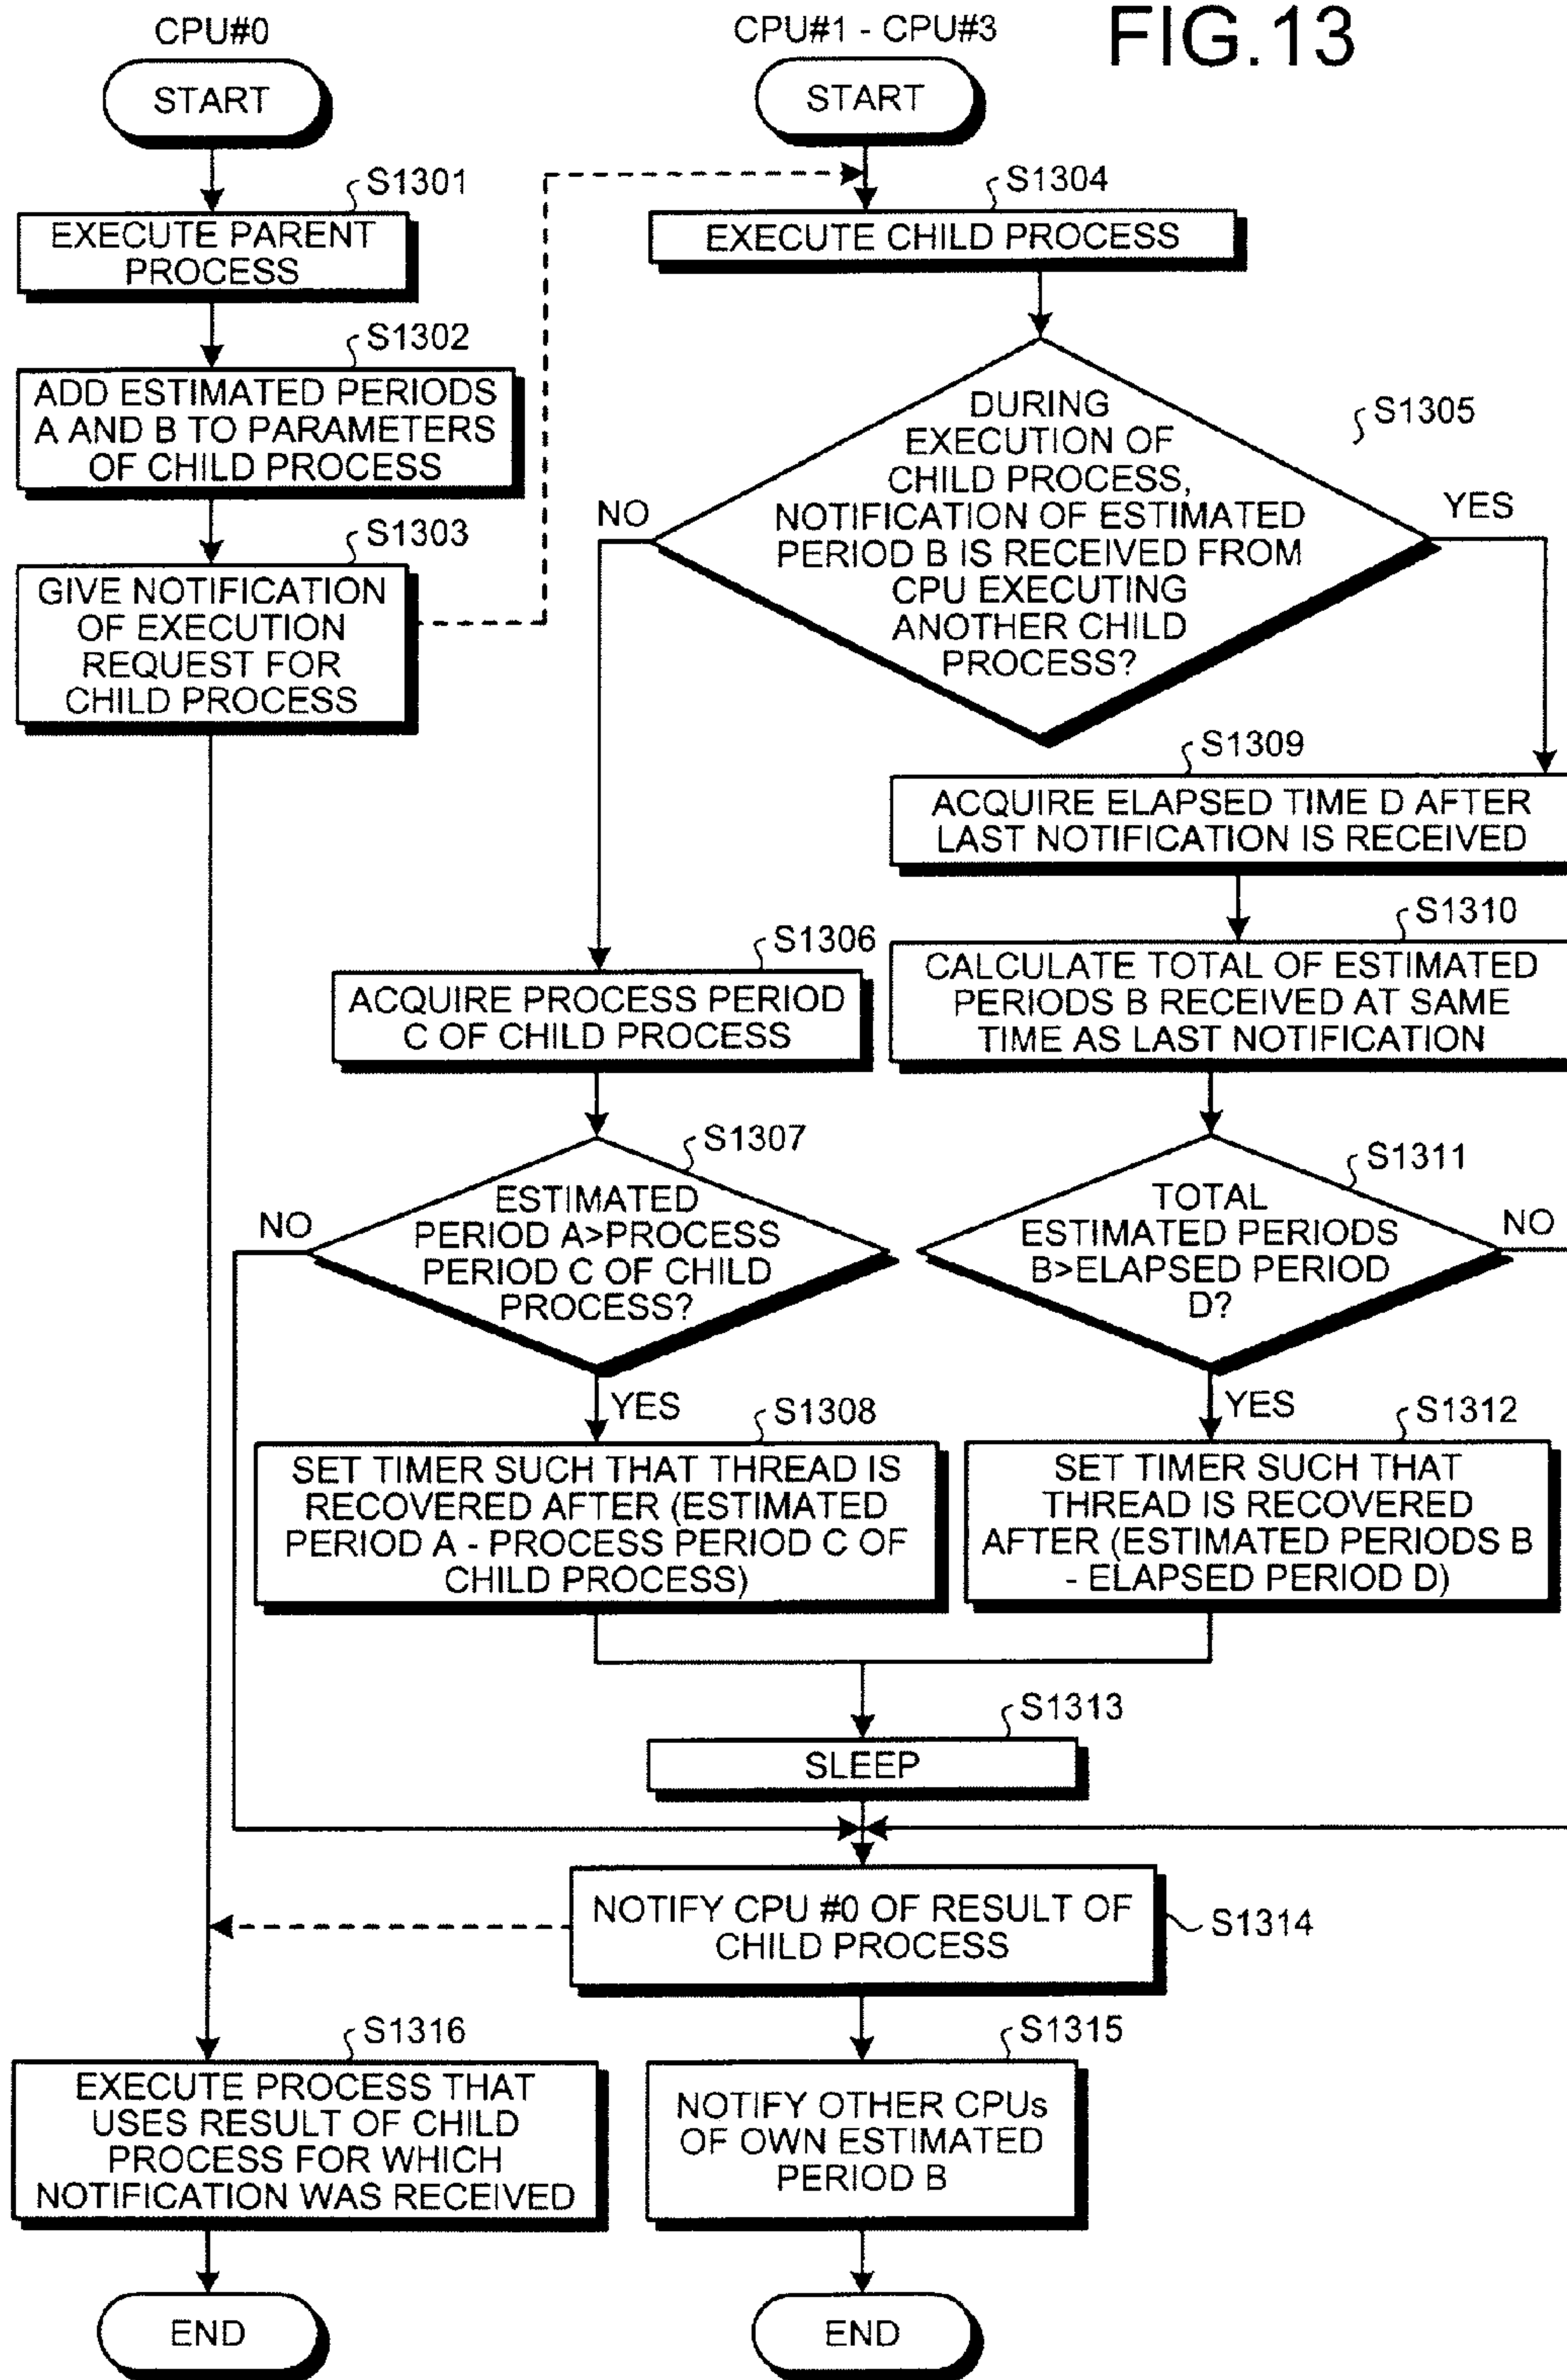 FIG.13
CPU#0
START
S1301
EXECUTE PARENT
PROCESS
S1302
ADD ESTIMATED PERIODS
A AND B TO PARAMETERS
OF CHILD PROCESS
S1303
GIVE NOTIFICATION
OF EXECUTION
REQUEST FOR
CHILD PROCESS
CPU#1 - CPU#3
START
S1304
EXECUTE CHILD PROCESS
S1305
DURING
EXECUTION OF
CHILD PROCESS,
NOTIFICATION OF ESTIMATED
PERIOD B IS RECEIVED FROM
CPU EXECUTING
ANOTHER CHILD
PROCESS?
NO
YES
S1306
ACQUIRE PROCESS PERIOD
C OF CHILD PROCESS
S1307
ESTIMATED
PERIOD A>PROCESS
PERIOD C OF CHILD
PROCESS?
NO
YES
S1308
SET TIMER SUCH THAT THREAD IS
RECOVERED AFTER (ESTIMATED
PERIOD A - PROCESS PERIOD C OF
CHILD PROCESS)
S1309
ACQUIRE ELAPSED TIME D AFTER
LAST NOTIFICATION IS RECEIVED
S1310
CALCULATE TOTAL OF ESTIMATED
PERIODS B RECEIVED AT SAME
TIME AS LAST NOTIFICATION
S1311
TOTAL
ESTIMATED PERIODS
B>ELAPSED PERIOD
D?
NO
YES
S1312
SET TIMER SUCH THAT
THREAD IS RECOVERED
AFTER (ESTIMATED PERIODS B
- ELAPSED PERIOD D)
S1313
SLEEP
NOTIFY CPU #0 OF RESULT OF
CHILD PROCESS
S1314
S1315
NOTIFY OTHER CPUs
OF OWN ESTIMATED
PERIOD B
END
S1316
EXECUTE PROCESS THAT
USES RESULT OF CHILD
PROCESS FOR WHICH
NOTIFICATION WAS RECEIVED
END